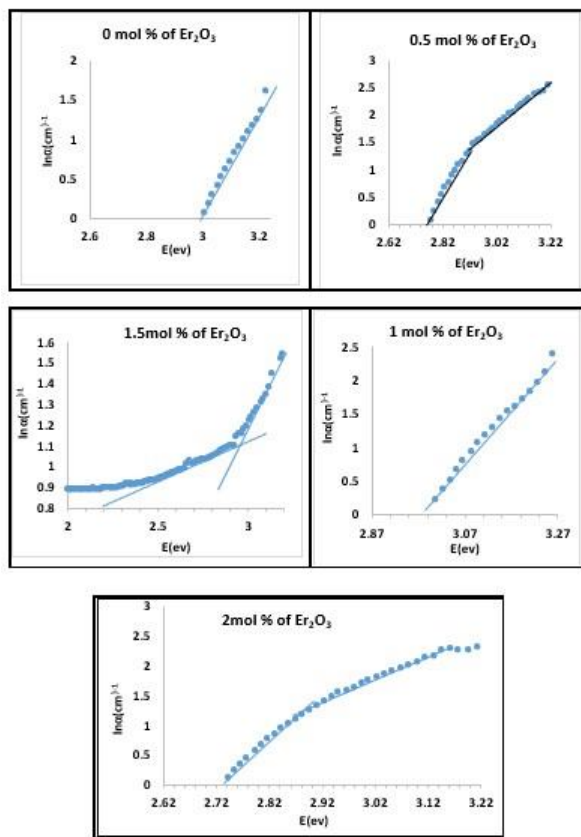 0 mol % of Er₂O₃
2
1.5
1
0.5
0
lnα(cm)⁻¹
2.6 2.8 3 3.2
E(ev)
0.5 mol % of Er₂O₃
3
2.5
2
1.5
1
0.5
0
lnα(cm)⁻¹
2.62 2.82 3.02 3.22
E(ev)
1.5mol % of Er₂O₃
1.6
1.5
1.4
1.3
1.2
1.1
1
0.9
0.8
lnα(cm)⁻¹
2 2.5 3
E(ev)
1 mol % of Er₂O₃
2.5
2
1.5
1
0.5
0
lnα(cm)⁻¹
2.87 3.07 3.27
E(ev)
2mol % of Er₂O₃
3
2.5
2
1.5
1
0.5
0
lnα(cm)⁻¹
2.62 2.72 2.82 2.92 3.02 3.12 3.22
E(ev)